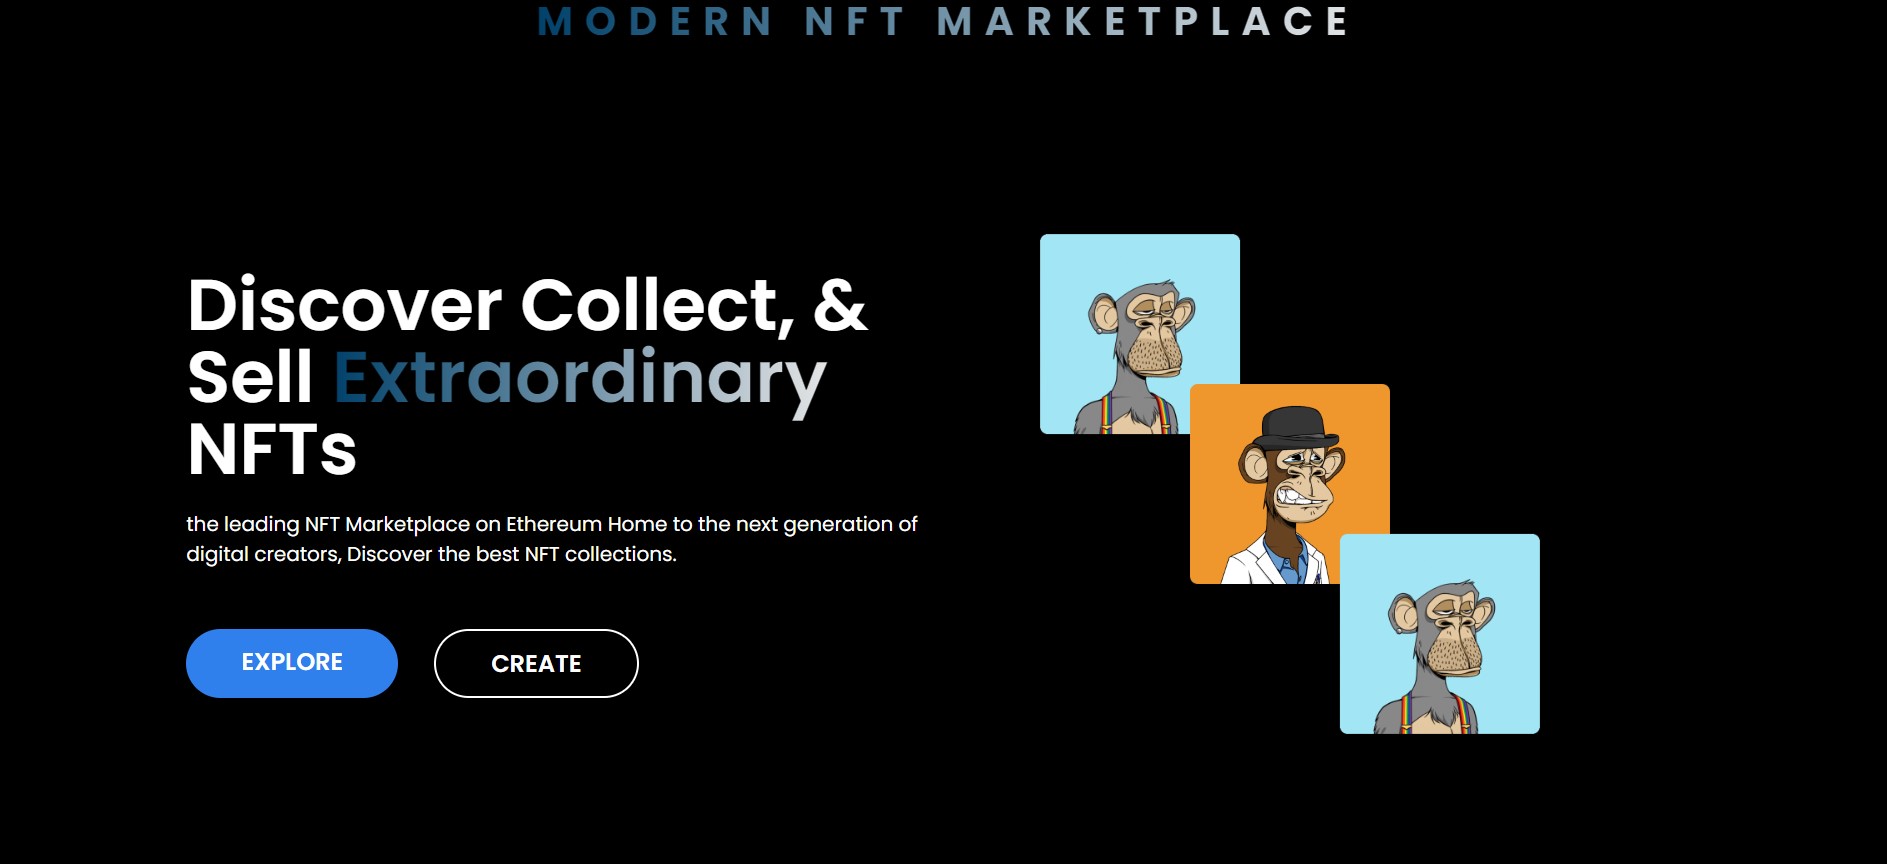 MODERN NFT MARKETPLACE
Discover Collect, &
Sell Extraordinary
NFTs
the leading NFT Marketplace on Ethereum Home to the next generation of
digital creators, Discover the best NFT collections.
EXPLORE
CREATE